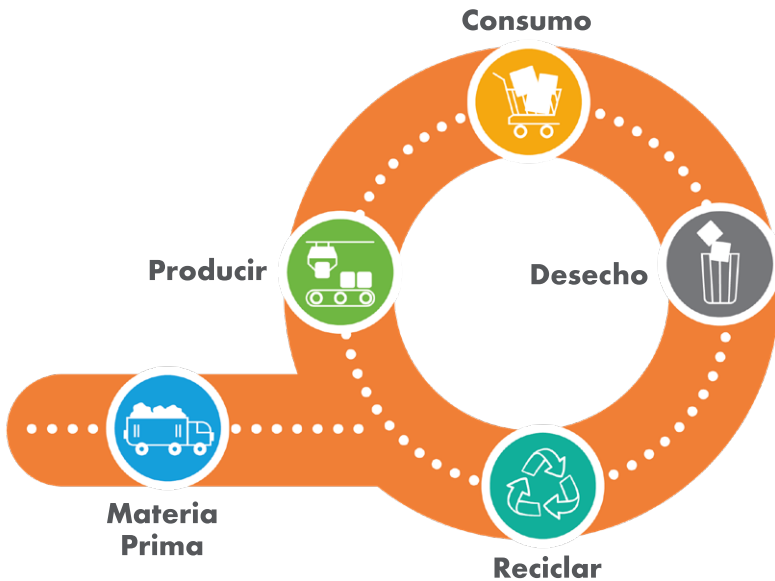 Consumo
Producir
Desecho
Materia
Prima
Reciclar